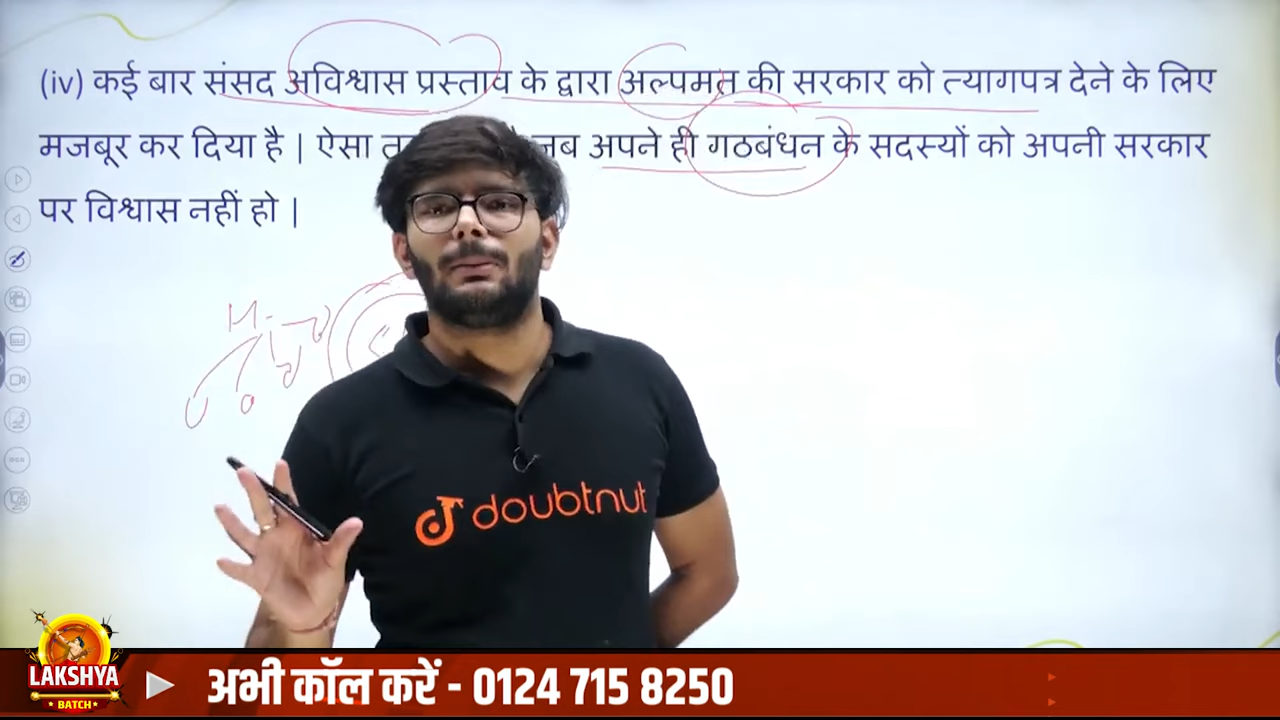 (iv) कई बार संसद अविश्वास प्रस्ताव के द्वारा अल्पमत की सरकार को त्यागपत्र देने के लिए
मजबूर कर दिया है | ऐसा जब अपने ही गठबंधन के सदस्यों को अपनी सरकार
पर विश्वास नहीं हो |
doubtnut
LAKSHYA
BATCH
अभी कॉल करें - 0124 715 8250